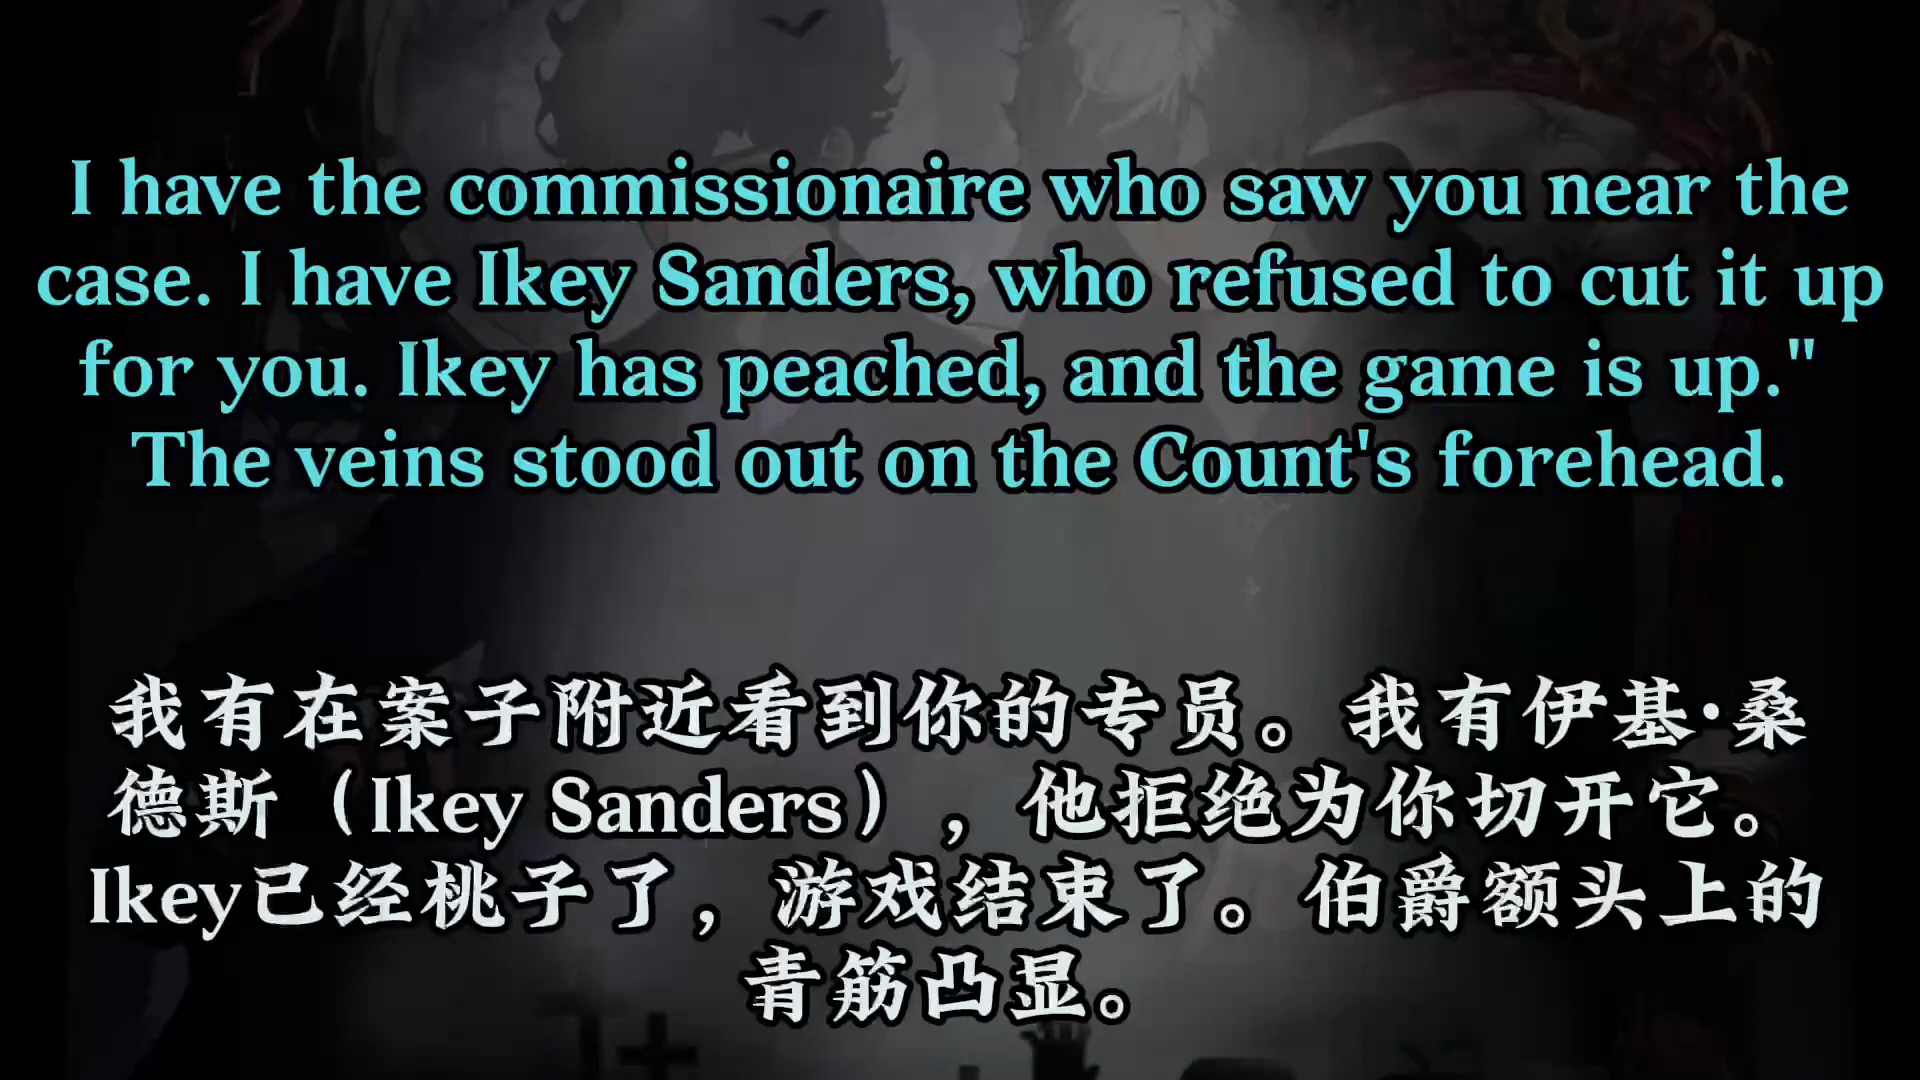 I have the commissionaire who saw you near the
case. I have Ikey Sanders, who refused to cut it up
for you. Ikey has peached, and the game is up."
The veins stood out on the Count's forehead.
我有在案子附近看到你的专员。我有伊基·桑
德斯（Ikey Sanders），他拒绝为你切开它。
Ikey已经桃子了，游戏结束了。伯爵额头上的
青筋凸显。